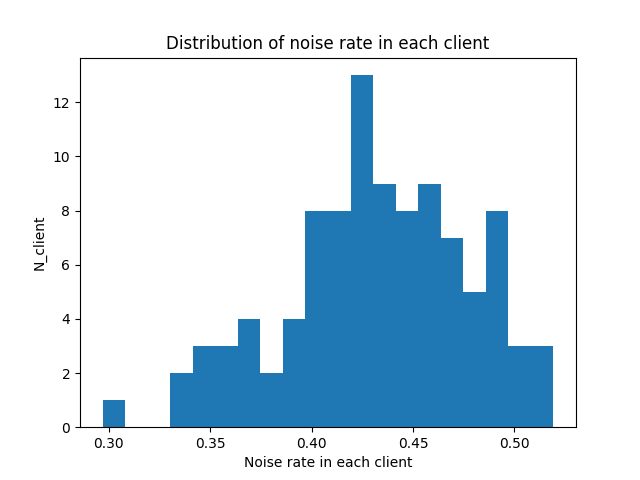 Distribution of noise rate in each client
12
10
8
6
4
2
0
N_client
0.30 0.35 0.40 0.45 0.50
Noise rate in each client